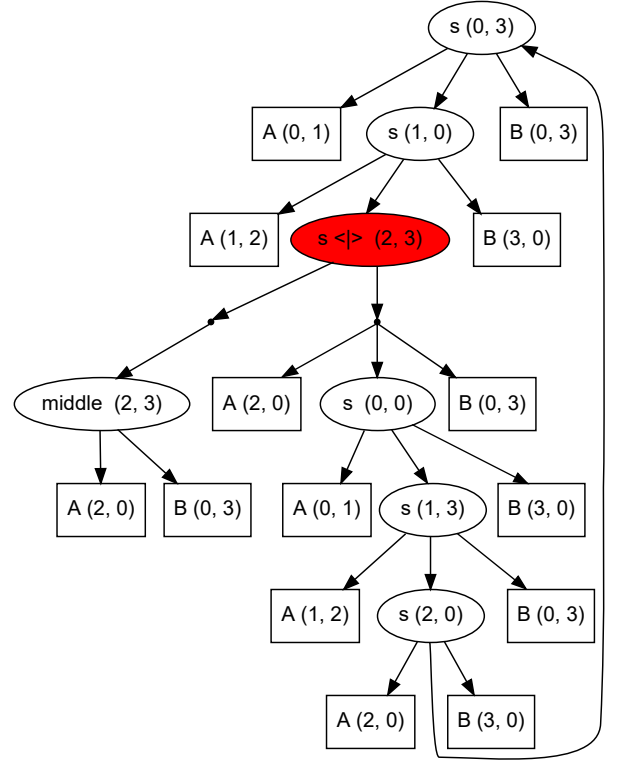 s (0, 3)
A (0, 1)
s (1, 0)
B (0, 3)
A (1, 2)
s <|> (2, 3)
B (3, 0)
middle (2, 3)
A (2, 0)
s (0, 0)
B (0, 3)
A (2, 0)
B (0, 3)
A (0, 1)
s (1, 3)
B (3, 0)
A (1, 2)
s (2, 0)
B (0, 3)
A (2, 0)
B (3, 0)